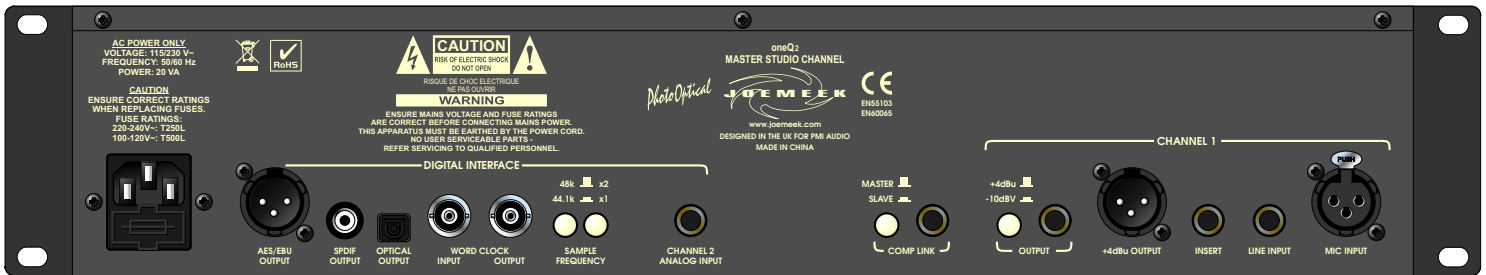 AC POWER ONLY
VOLTAGE: 115/230 V~
FREQUENCY: 50/60 Hz
POWER: 20 VA
CAUTION
ENSURE CORRECT RATINGS
WHEN REPLACING FUSES.
FUSE RATINGS:
220-240V~: T250L
100-120V~: T500L
RoHS
CAUTION
RISK OF ELECTRIC SHOCK
DO NOT OPEN
RISQUE DE CHOC ELECTRIQUE
NE PAS OUVRIR
WARNING
ENSURE MAINS VOLTAGE AND FUSE RATINGS
ARE CORRECT BEFORE CONNECTING MAINS POWER.
THIS APPARATUS MUST BE EARTHED BY THE POWER CORD.
NO USER SERVICEABLE PARTS -
REFER SERVICING TO QUALIFIED PERSONNEL.
PhotoOptical
oneQ2
MASTER STUDIO CHANNEL
JOEMEEK
www.joemeek.com
DESIGNED IN THE UK FOR PMI AUDIO
MADE IN CHINA
CE
EN55103
EN60065
DIGITAL INTERFACE
48k x2
44.1k x1
AES/EBU
OUTPUT
SPDIF
OUTPUT
OPTICAL
OUTPUT
WORD CLOCK
INPUT OUTPUT
SAMPLE
FREQUENCY
CHANNEL 2
ANALOG INPUT
MASTER
SLAVE
COMP LINK
CHANNEL 1
+4dBu
-10dBV
OUTPUT
+4dBu OUTPUT
INSERT
LINE INPUT
PUSH
MIC INPUT